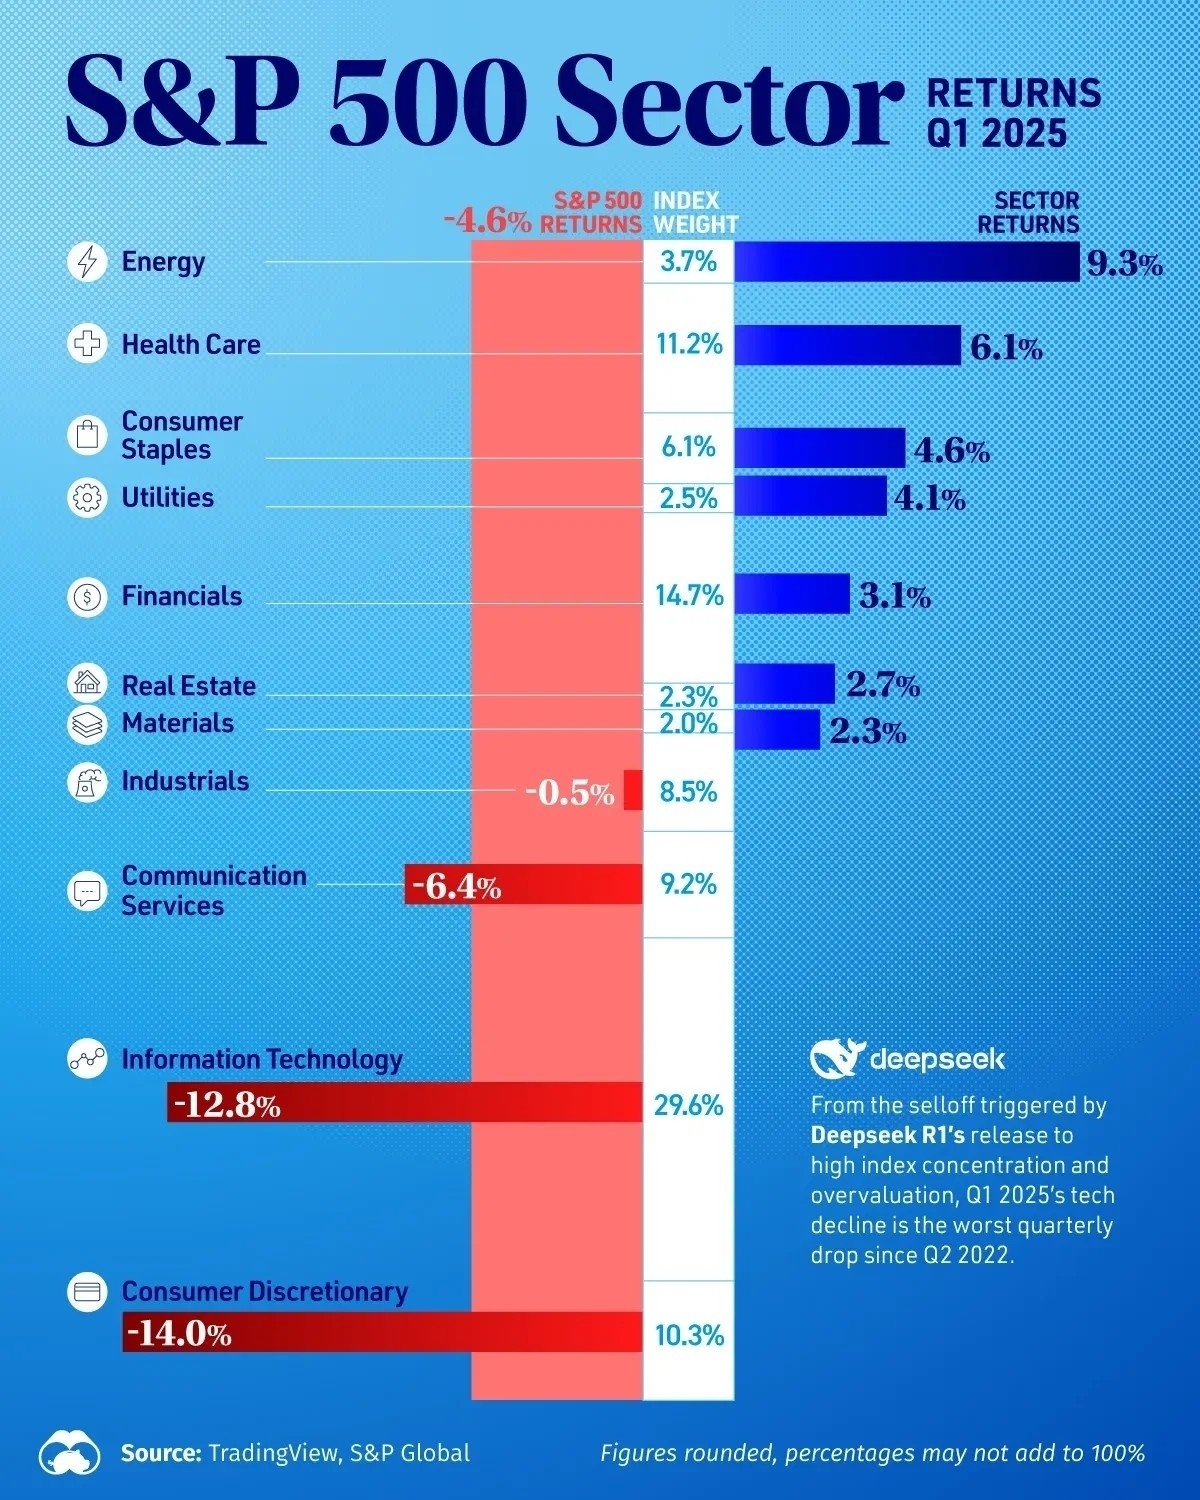 S&P 500 Sector RETURNS
Q1 2025
-4.6% S&P 500
RETURNS
INDEX
WEIGHT
SECTOR
RETURNS
Energy 3.7% 9.3%
Health Care 11.2% 6.1%
Consumer
Staples 6.1% 4.6%
Utilities 2.5% 4.1%
Financials 14.7% 3.1%
Real Estate 2.3% 2.7%
Materials 2.0% 2.3%
Industrials -0.5% 8.5%
Communication
Services -6.4% 9.2%
Information Technology
-12.8% 29.6%
deepseek
From the selloff triggered by
Deepseek R1's release to
high index concentration and
overvaluation, Q1 2025's tech
decline is the worst quarterly
drop since Q2 2022.
Consumer Discretionary
-14.0% 10.3%
Source: TradingView, S&P Global
Figures rounded, percentages may not add to 100%